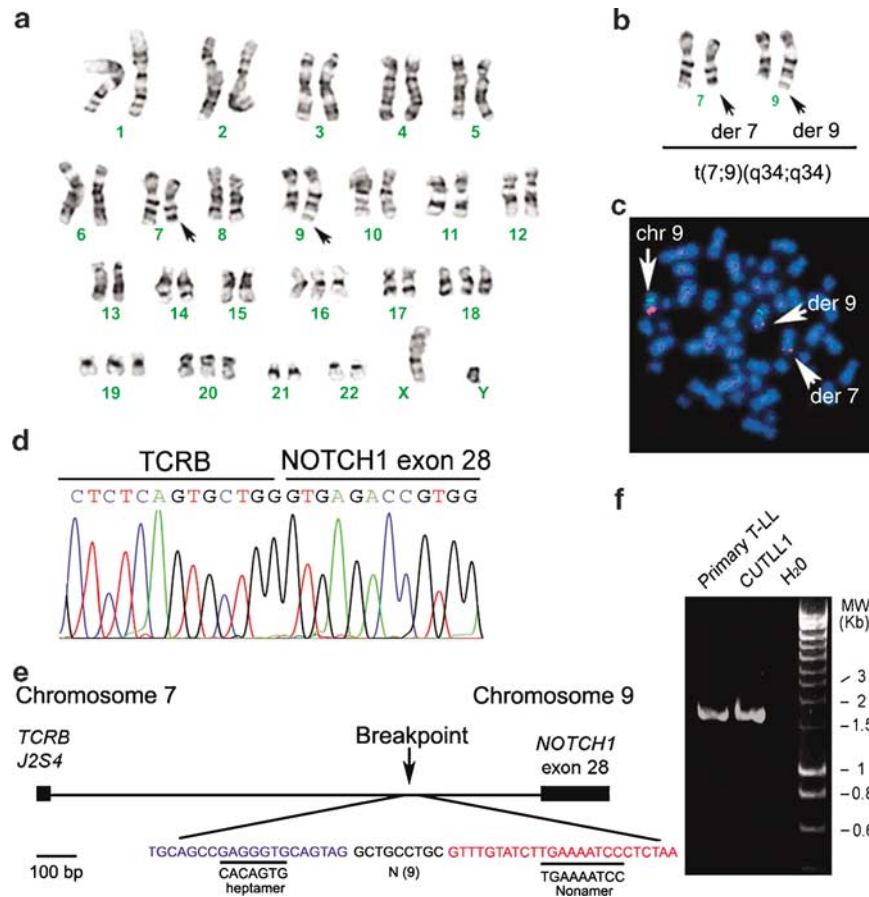 a
1 2 3 4 5
6 7 8 9 10 11 12
13 14 15 16 17 18
19 20 21 22 X Y
b
7 9
der 7 der 9
t(7;9)(q34;q34)
c
chr 9
der 9
der 7
d
TCRB NOTCH1 exon 28
CTCTCAGTGCTGGGTGAGACCGTGG
e
Chromosome 7 Chromosome 9
TCRB
J2S4
Breakpoint
NOTCH1
exon 28
TGCAGCCGAGGGTGCAGTAG GCTGCCTGC GTTTGTATCTTGAAAATCCCTCTAA
100 bp
CACAGTG
heptamer
N (9)
TGAAAATCC
Nonamer
f
Primary T-LL
CUTLL1
H20
MW
(Kb)
3
2
1.5
1
0.8
0.6